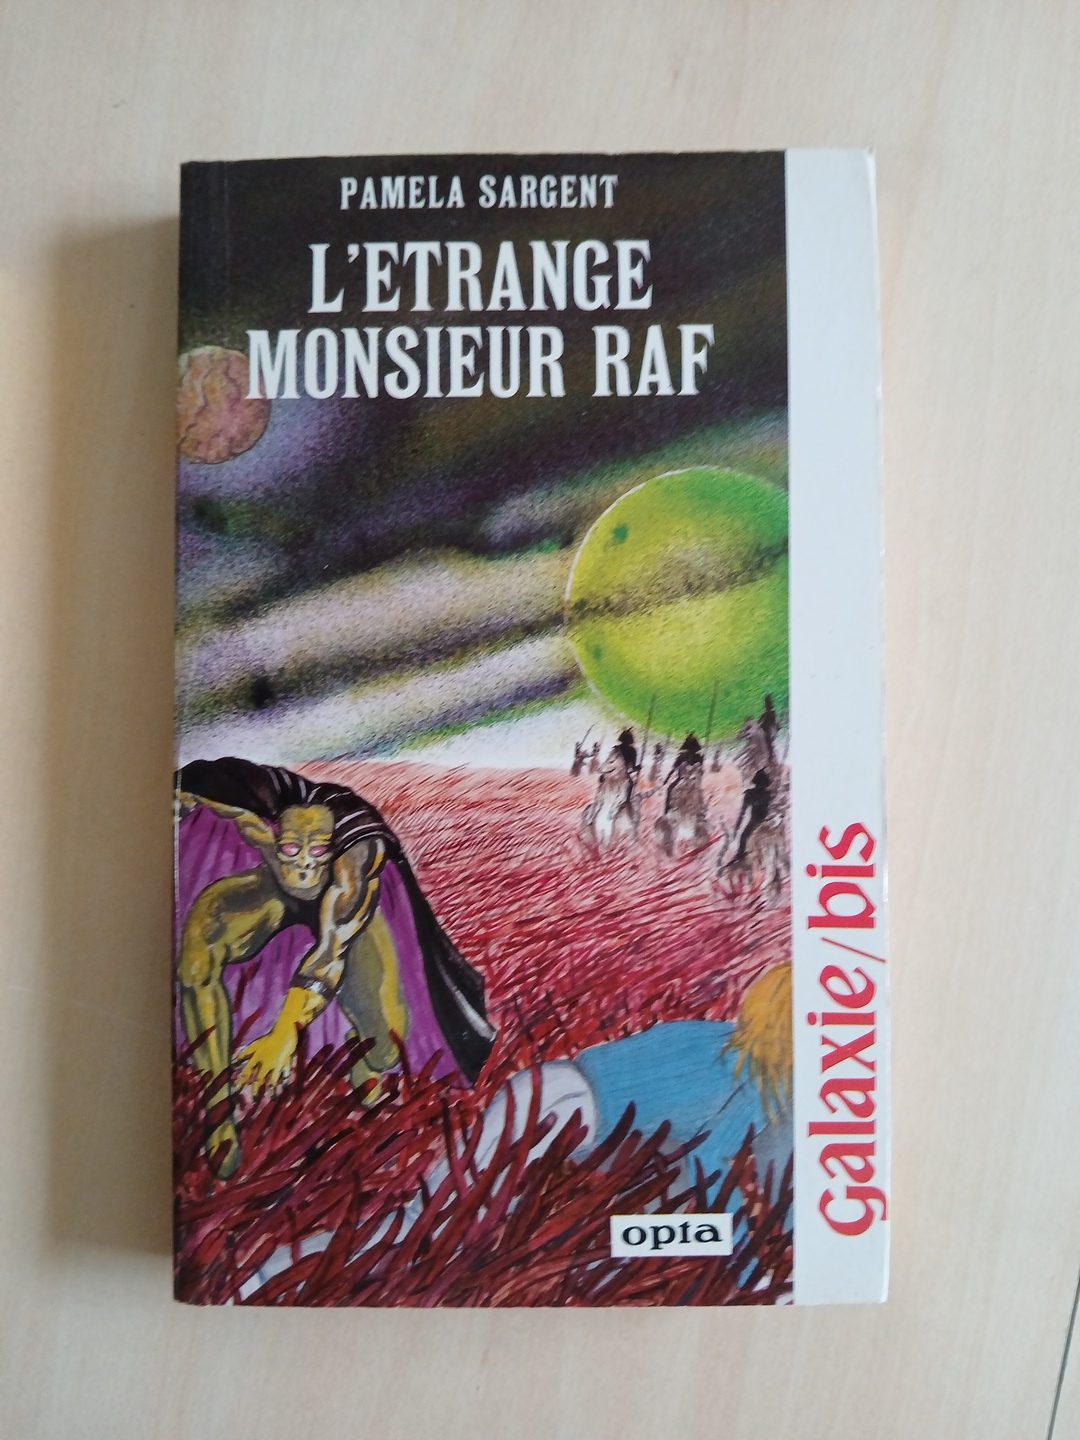 PAMELA SARGENT
L'ETRANGE
MONSIEUR RAF
galaxie/bis
opta